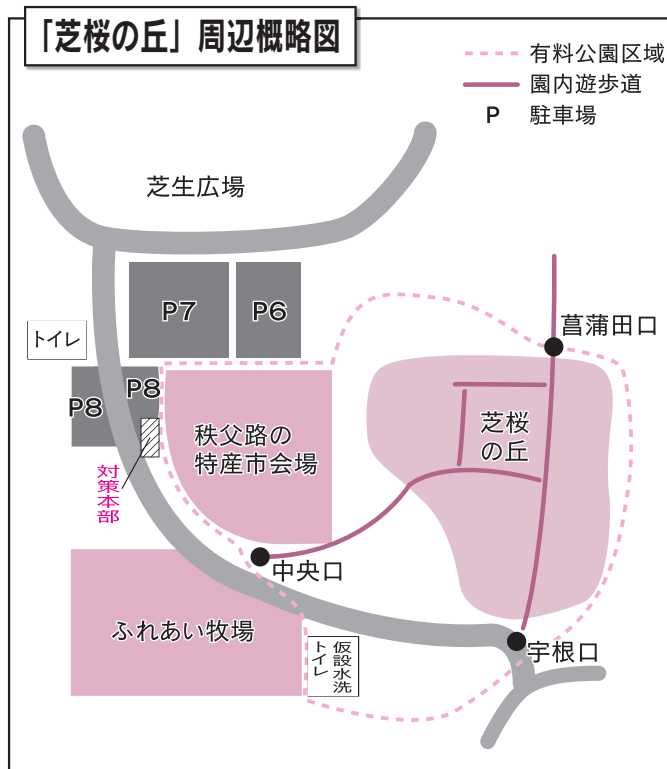 「芝桜の丘」周辺概略図
有料公園区域
園内遊歩道
P 駐車場
芝生広場
P7
P6
トイレ
P8
P8
菖蒲田口
秩父路の
特産市会場
芝桜
の丘
対策本部
中央口
ふれあい牧場
仮設水洗
トイレ
宇根口